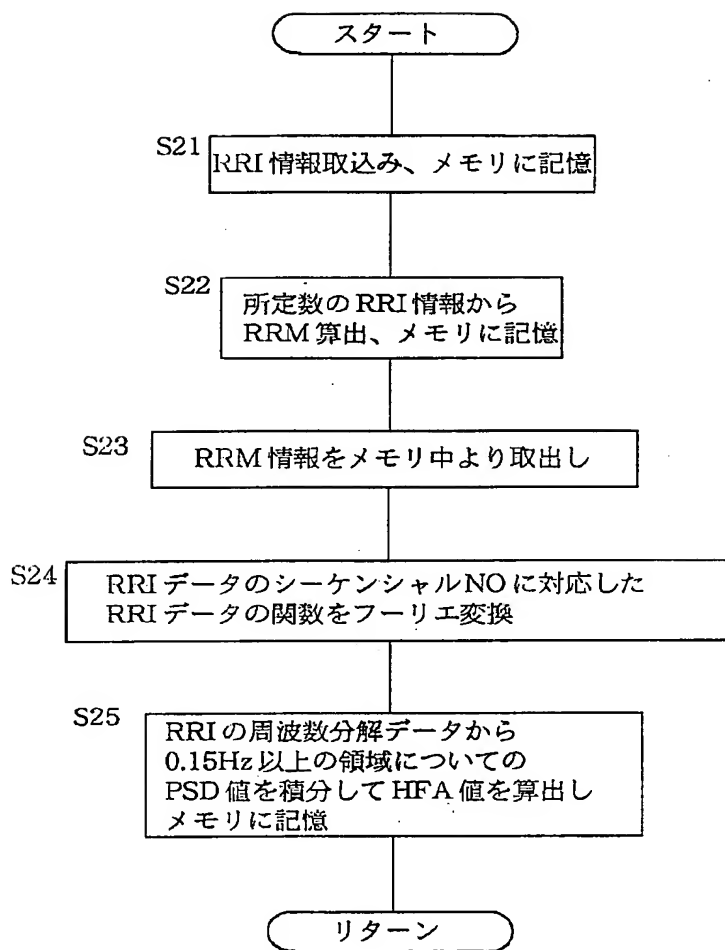 スタート
S21
RRI 情報取込み、メモリに記憶
S22
所定数の RRI 情報から
RRM 算出、メモリに記憶
S23
RRM 情報をメモリ中より取出し
S24
RRI データのシーケンシャルNO に対応した
RRI データの関数をフーリエ変換
S25
RRI の周波数分解データから
0.15Hz 以上の領域についての
PSD 値を積分して HFA 値を算出し
メモリに記憶
リターン